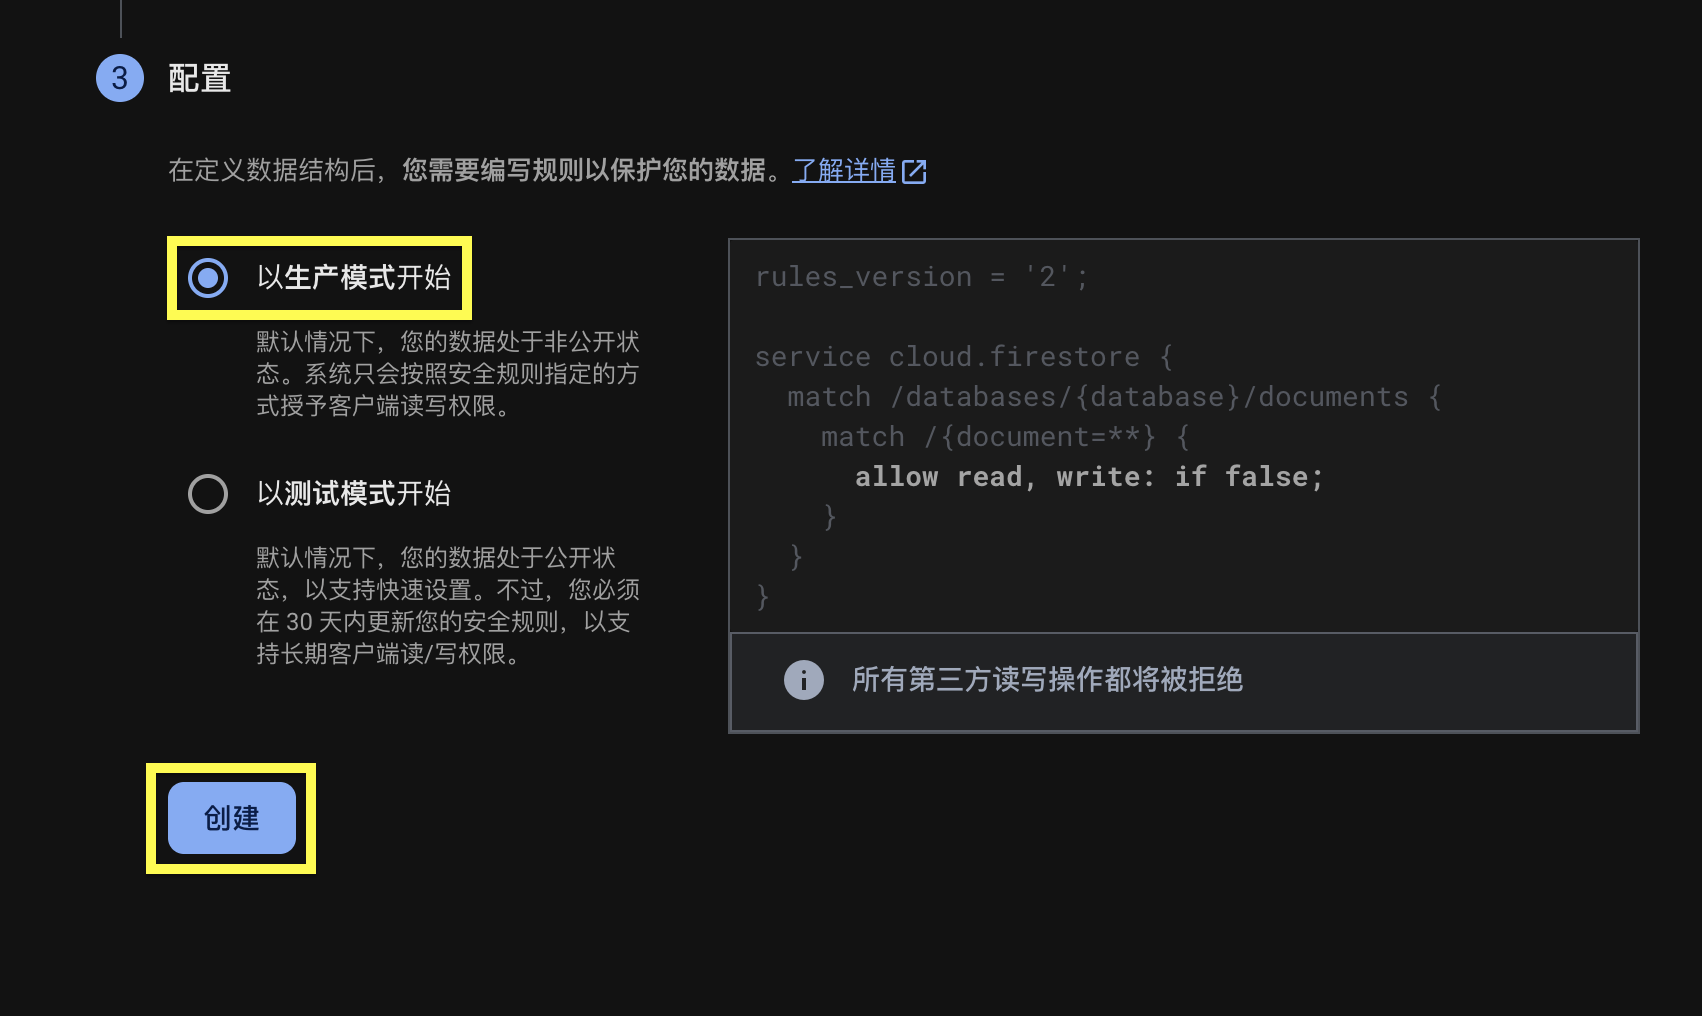 3 配置
在定义数据结构后，您需要编写规则以保护您的数据。了解详情
以生产模式开始
默认情况下，您的数据处于非公开状
态。系统只会按照安全规则指定的方
式授予客户端读写权限。
以测试模式开始
默认情况下，您的数据处于公开状
态，以支持快速设置。不过，您必须
在 30 天内更新您的安全规则，以支
持长期客户端读/写权限。
rules_version = '2';
service cloud.firestore {
  match /databases/{database}/documents {
    match /{document=**} {
      allow read, write: if false;
    }
  }
}
所有第三方读写操作都将被拒绝
创建